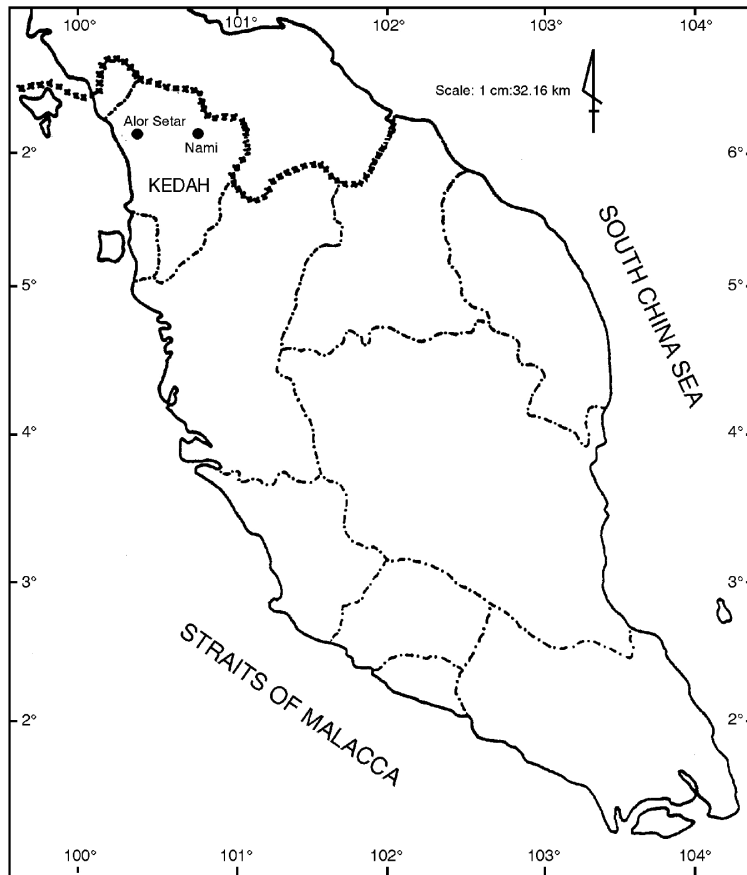 100° 101° 102° 103° 104°
Scale: 1 cm:32.16 km
Alor Setar
Nami
2° 6°
KEDAH
SOUTH CHINA SEA
5° 5°
4° 4°
3° 3°
STRAITS OF MALACCA
2° 2°
100° 101° 102° 103° 104°